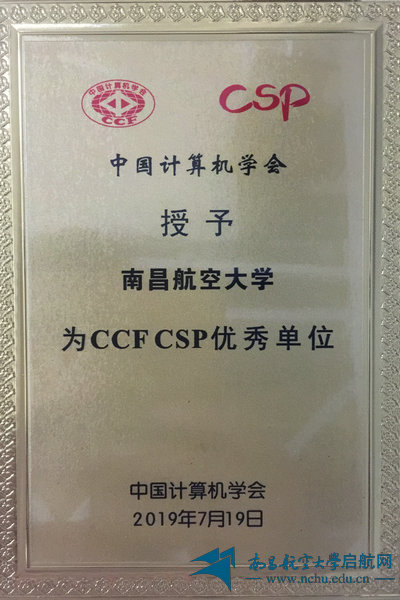 中国计算机学会
CCF
CSP
中国计算机学会
授予
南昌航空大学
为CCF CSP优秀单位
中国计算机学会
2019年7月19日
南昌航空大学启航网
www.nchu.edu.cn